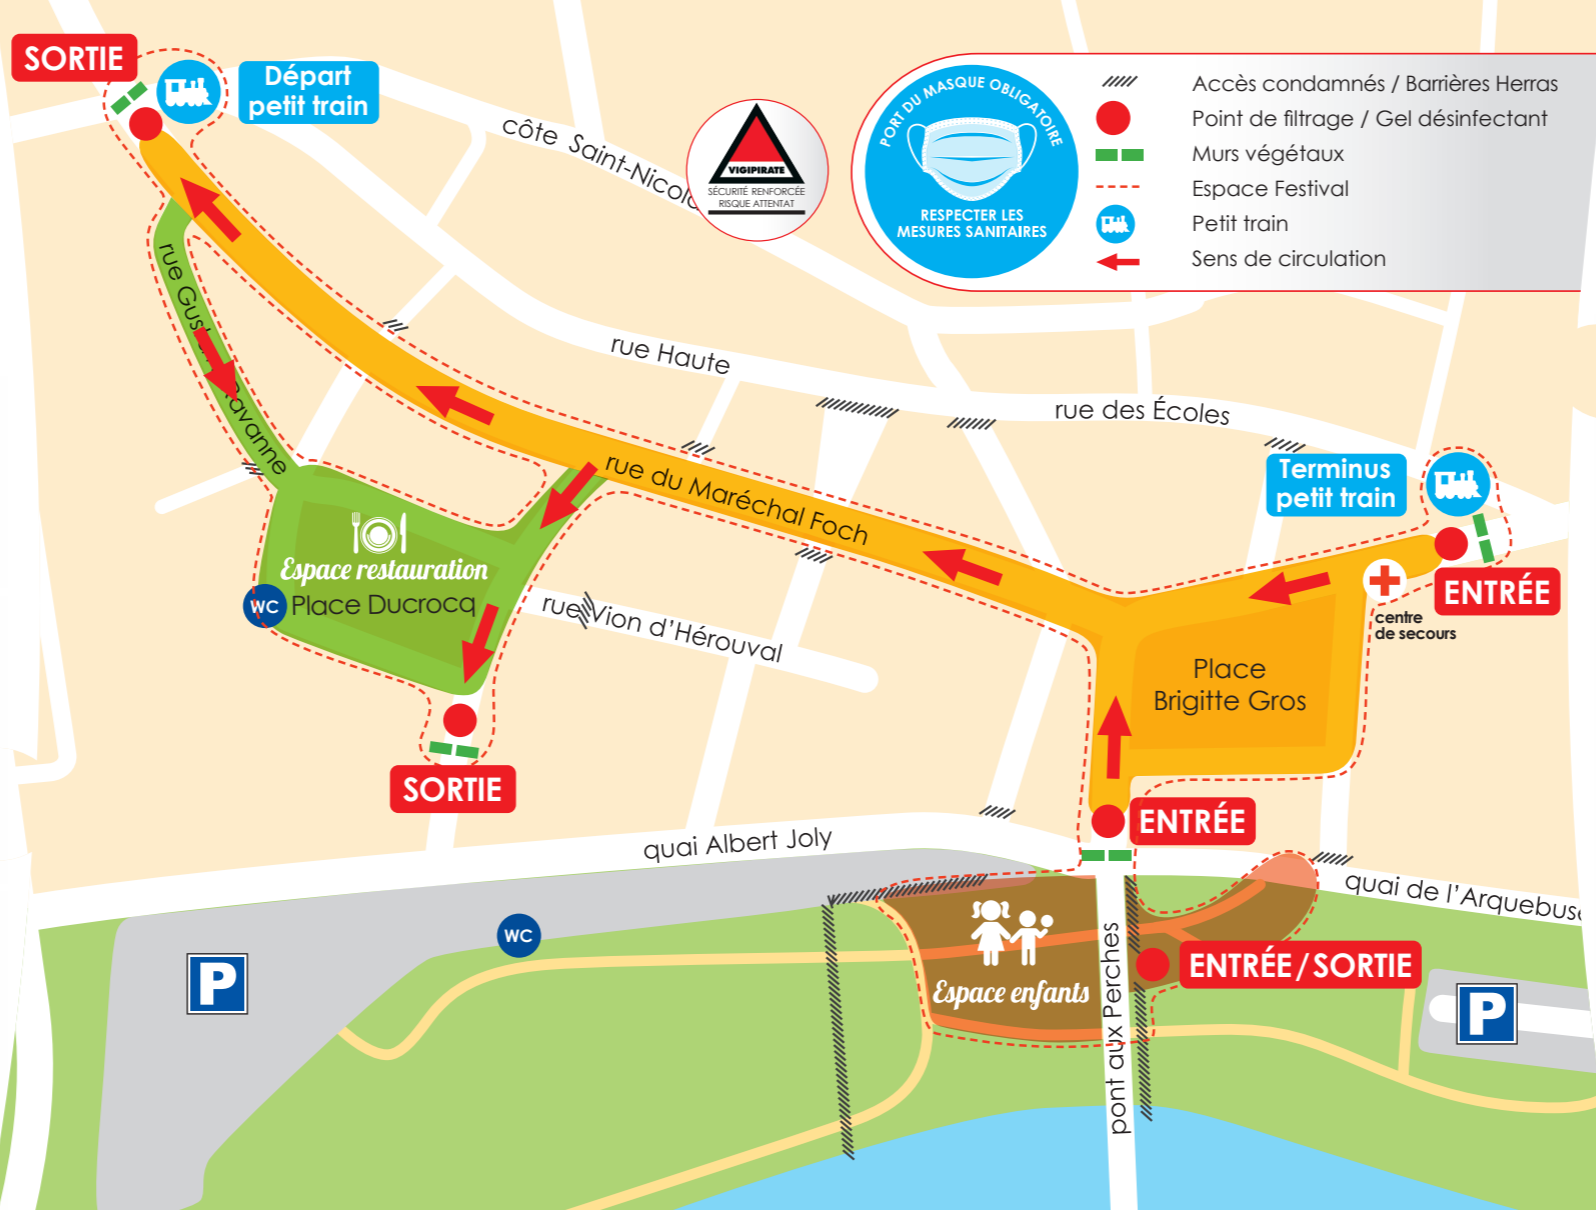 SORTIE
Départ
petit train
côte Saint-Nicola
VIGIPIRATE
SÉCURITÉ RENFORCÉE
RISQUE ATTENTAT
PORT DU MASQUE OBLIGATOIRE
RESPECTER LES
MESURES SANITAIRES
Accès condamnés / Barrières Herras
Point de filtrage / Gel désinfectant
Murs végétaux
Espace Festival
Petit train
Sens de circulation
rue Haute
rue des Écoles
rue du Maréchal Foch
Terminus
petit train
ENTRÉE
centre
de secours
Espace restauration
WC
Place Ducrocq
rue Vion d'Hérouval
Place
Brigitte Gros
SORTIE
ENTRÉE
quai Albert Joly
quai de l'Arquebus
WC
P
Espace enfants
pont aux Perches
ENTRÉE / SORTIE
P